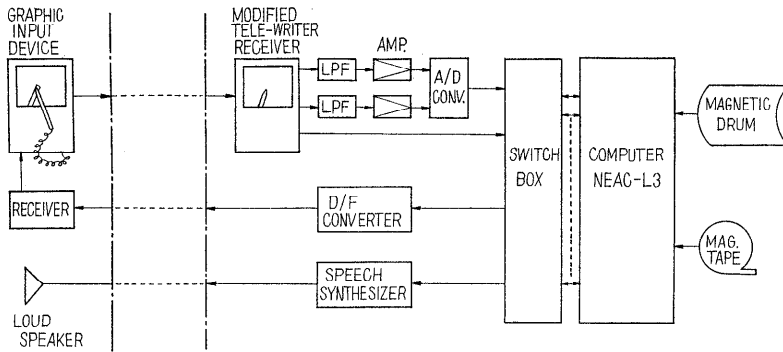 GRAPHIC
INPUT
DEVICE
MODIFIED
TELE-WRITER
RECEIVER
LPF
AMP.
LPF
A/D
CONV.
SWITCH
BOX
COMPUTER
NEAC-L3
MAGNETIC
DRUM
MAG.
TAPE
RECEIVER
D/F
CONVERTER
SPEECH
SYNTHESIZER
LOUD
SPEAKER